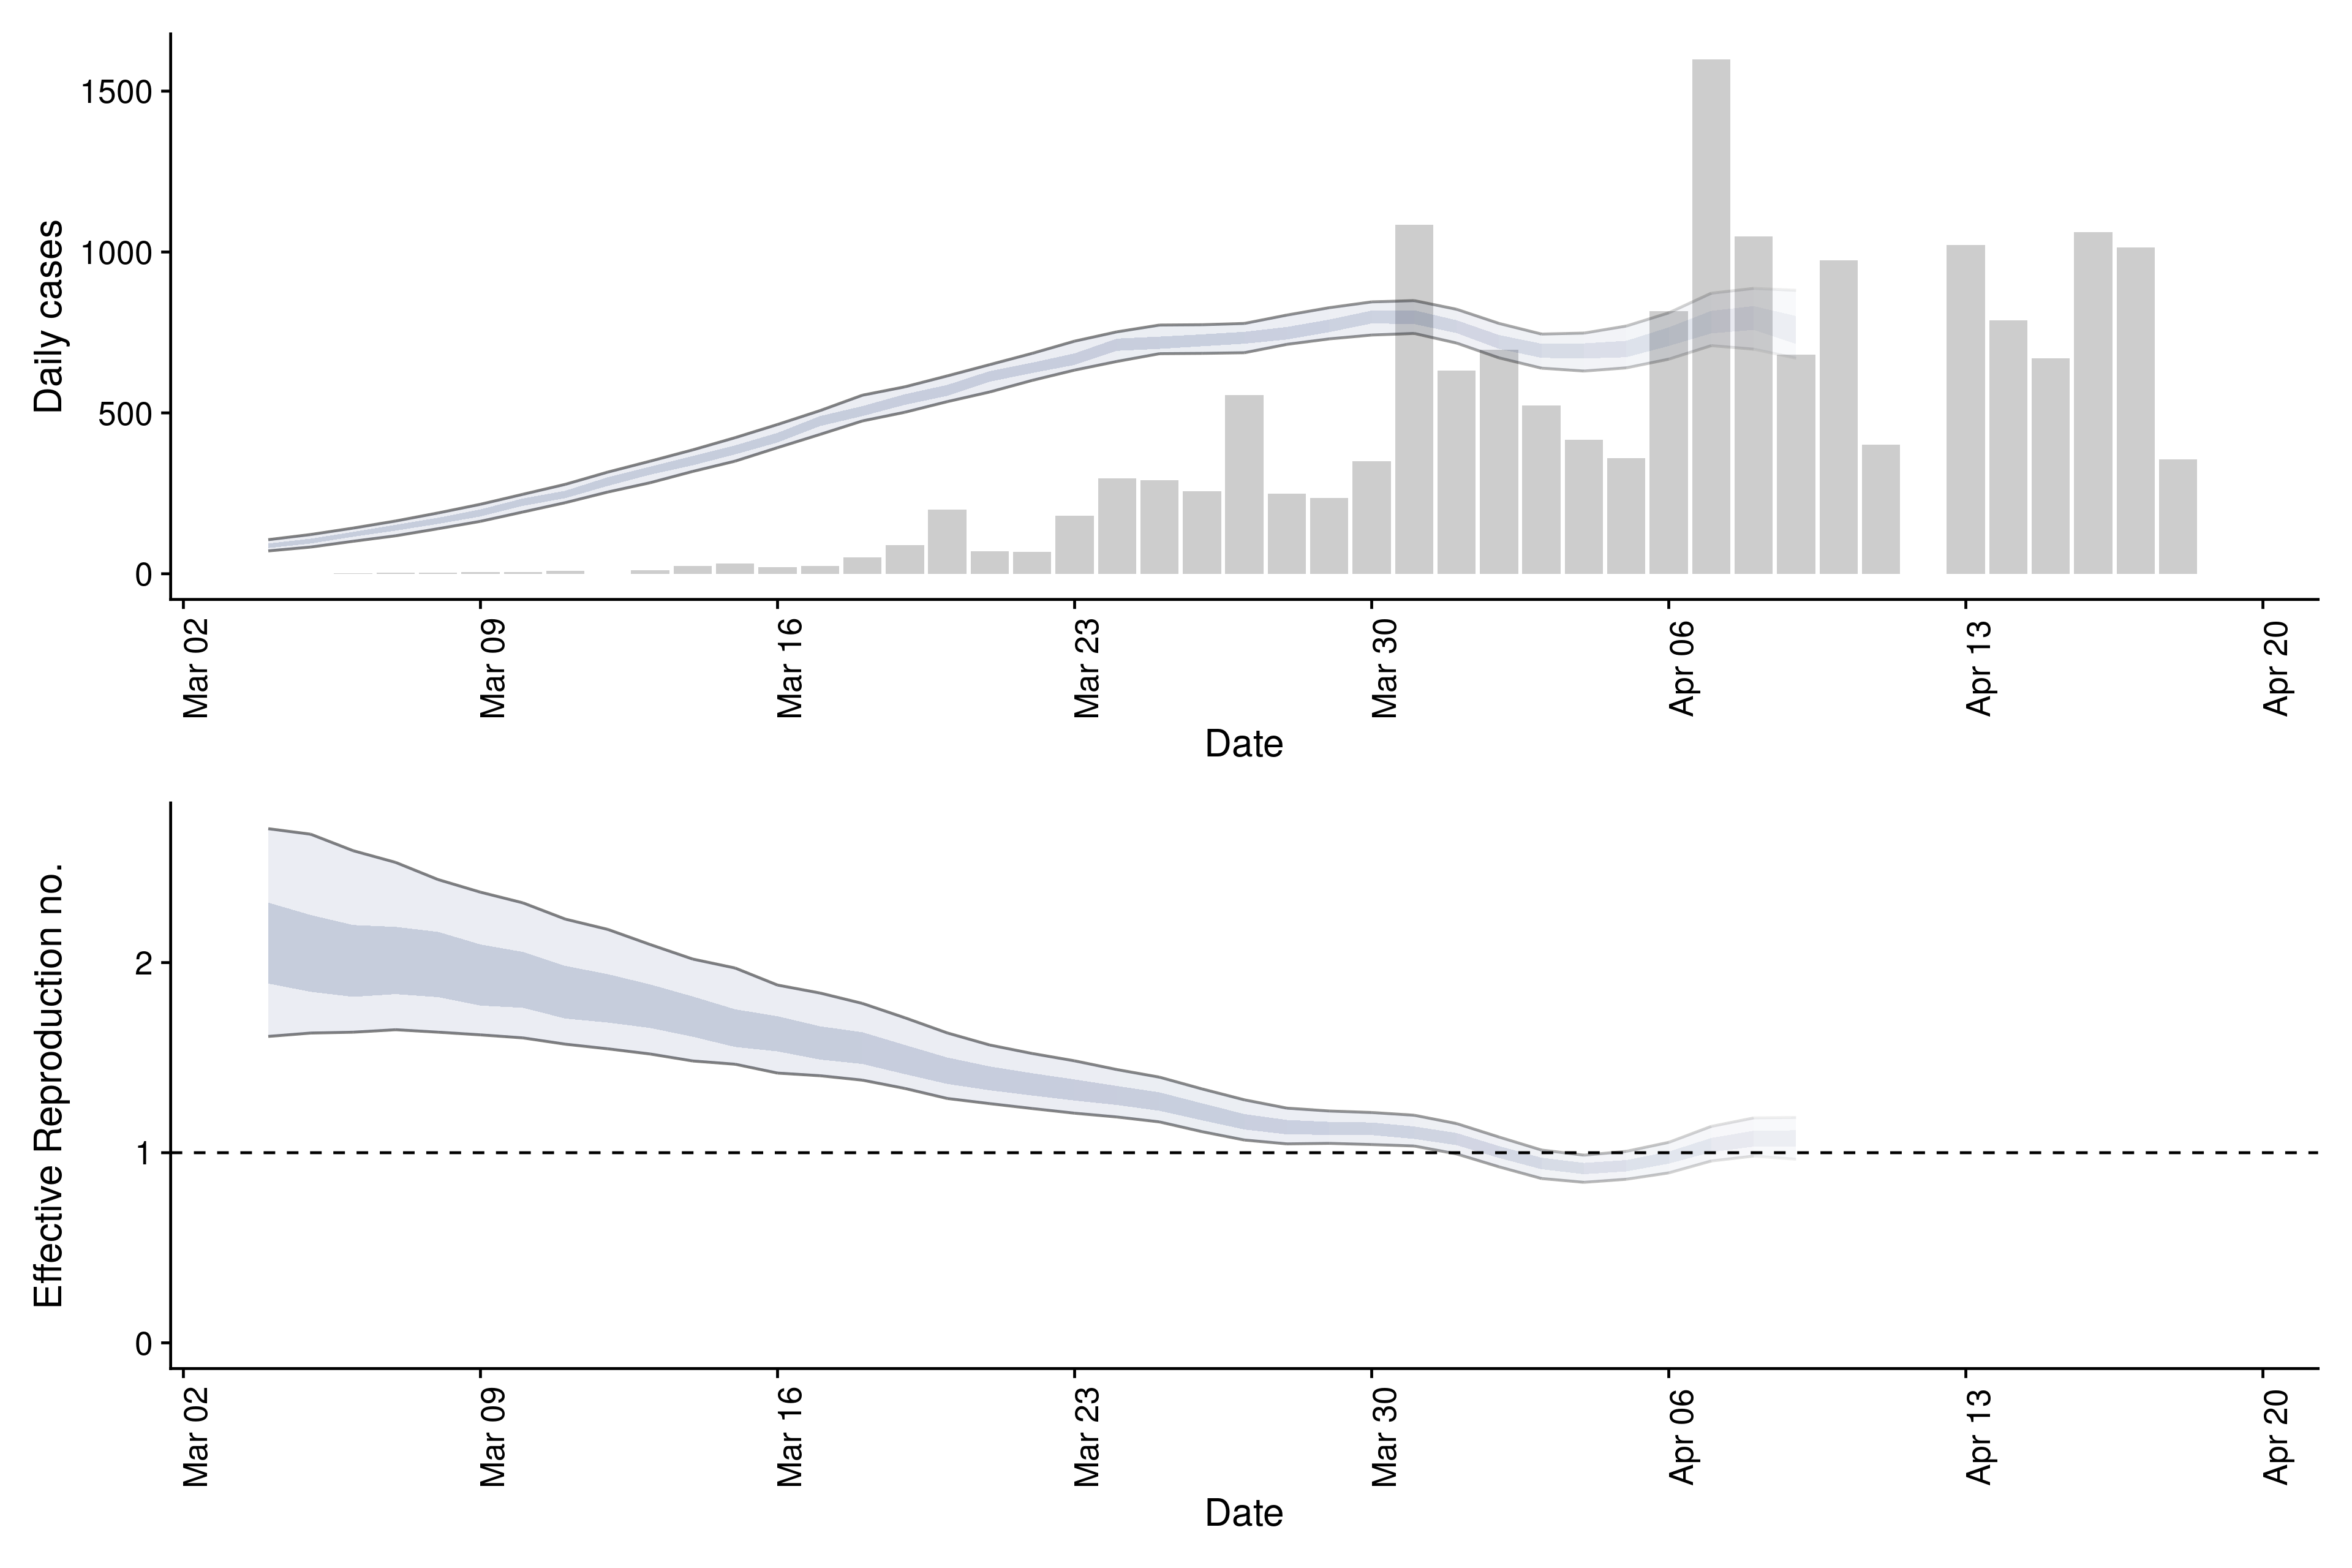 Daily cases
1500
1000
500
0
Mar 02
Mar 09
Mar 16
Mar 23
Mar 30
Apr 06
Apr 13
Apr 20
Date
Effective Reproduction no.
2
1
0
Mar 02
Mar 09
Mar 16
Mar 23
Mar 30
Apr 06
Apr 13
Apr 20
Date